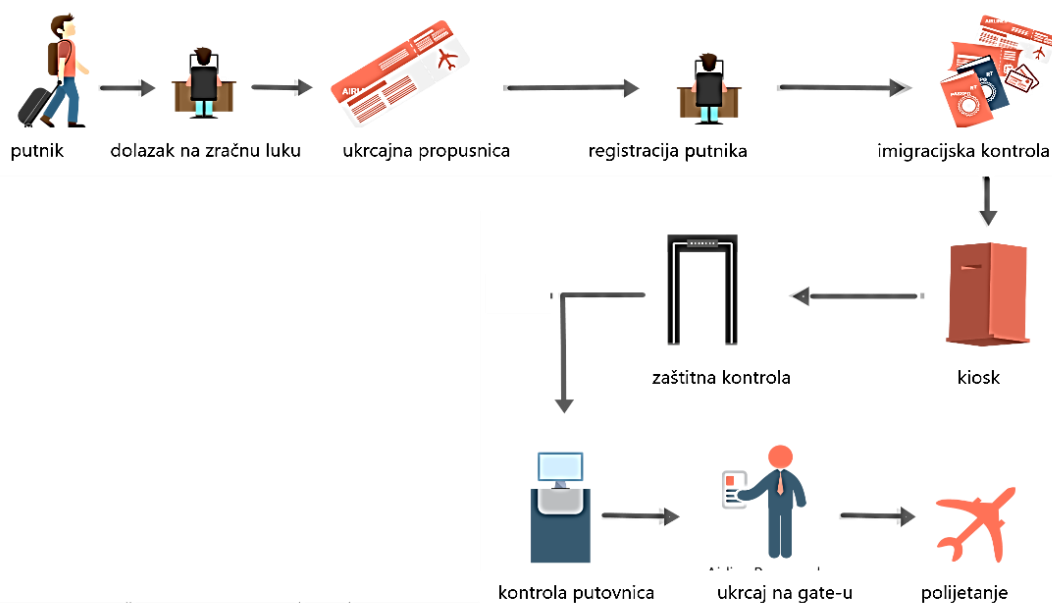 putnik
dolazak na zračnu luku
ukrcajna propusnica
registracija putnika
imigracijska kontrola
zaštitna kontrola
kiosk
kontrola putovnica
ukrcaj na gate-u
polijetanje